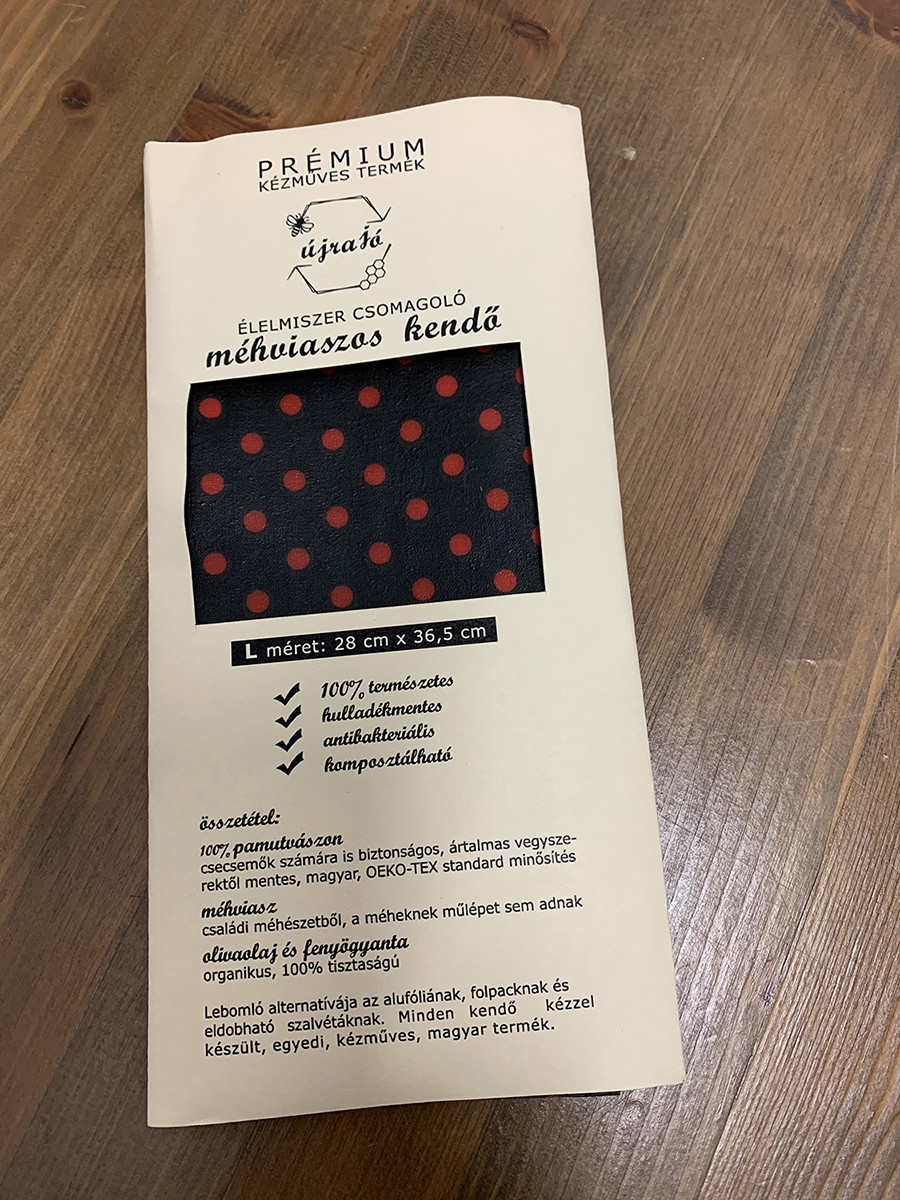 PRÉMIUM
KÉZMŰVES TERMÉK
újrajó
ÉLELMISZER CSOMAGOLÓ
méhviaszos kendő
L méret: 28 cm x 36,5 cm
100% természetes
hulladékmentes
antibakteriális
komposztálható
összetétel:
100% pamutvászon
csecsemők számára is biztonságos, ártalmas vegysze-
rektől mentes, magyar, OEKO-TEX standard minősítés
méhviasz
családi méhészetből, a méheknek műlépet sem adnak
olivaolaj és fenyögyanta
organikus, 100% tisztaságú
Lebomló alternatívája az alufóliának, folpacknak és
eldobható szalvétáknak. Minden kendő kézzel
készült, egyedi, kézműves, magyar termék.